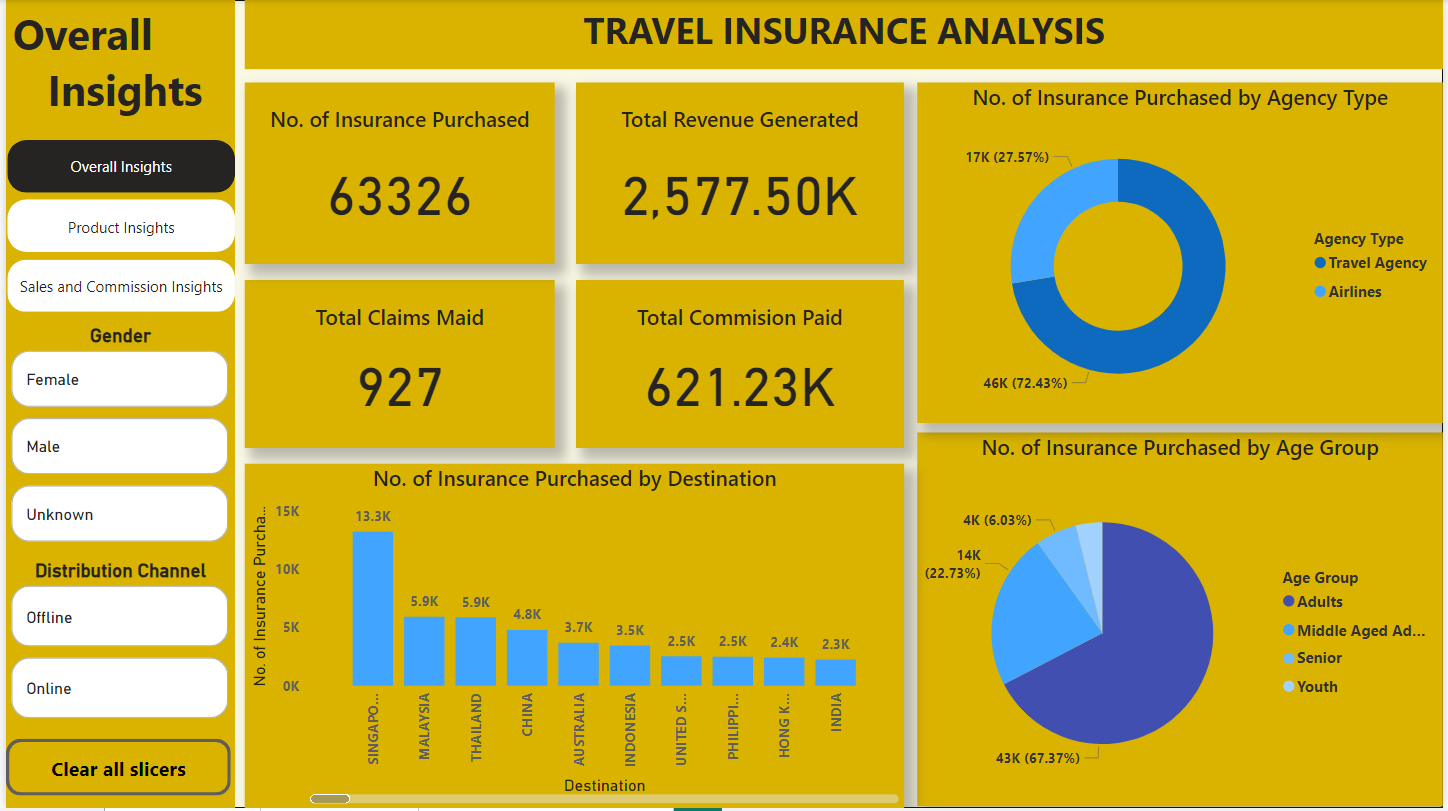 Overall
Insights
Overall Insights
Product Insights
Sales and Commission Insights
Gender
Female
Male
Unknown
Distribution Channel
Offline
Online
Clear all slicers
TRAVEL INSURANCE ANALYSIS
No. of Insurance Purchased
63326
Total Revenue Generated
2,577.50K
Total Claims Maid
927
Total Commision Paid
621.23K
No. of Insurance Purchased by Destination
No. of Insurance Purcha...
15K
10K
5K
0K
13.3K
5.9K
5.9K
4.8K
3.7K
3.5K
2.5K
2.5K
2.4K
2.3K
SINGAPO...
MALAYSIA
THAILAND
CHINA
AUSTRALIA
INDONESIA
UNITED S...
PHILIPPI...
HONG K...
INDIA
Destination
No. of Insurance Purchased by Agency Type
17K (27.57%)
46K (72.43%)
Agency Type
Travel Agency
Airlines
No. of Insurance Purchased by Age Group
4K (6.03%)
14K
(22.73%)
43K (67.37%)
Age Group
Adults
Middle Aged Ad...
Senior
Youth